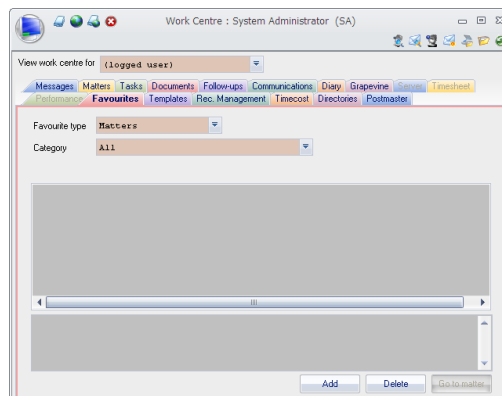 Work Centre : System Administrator (SA)
View work centre for (logged user)
Messages Matters Tasks Documents Follow-ups Communications Diary Grapevine Server Timesheet
Performance Favourites Templates Rec. Management Timecost Directories Postmaster
Favourite type Matters
Category All
Add Delete Go to matter